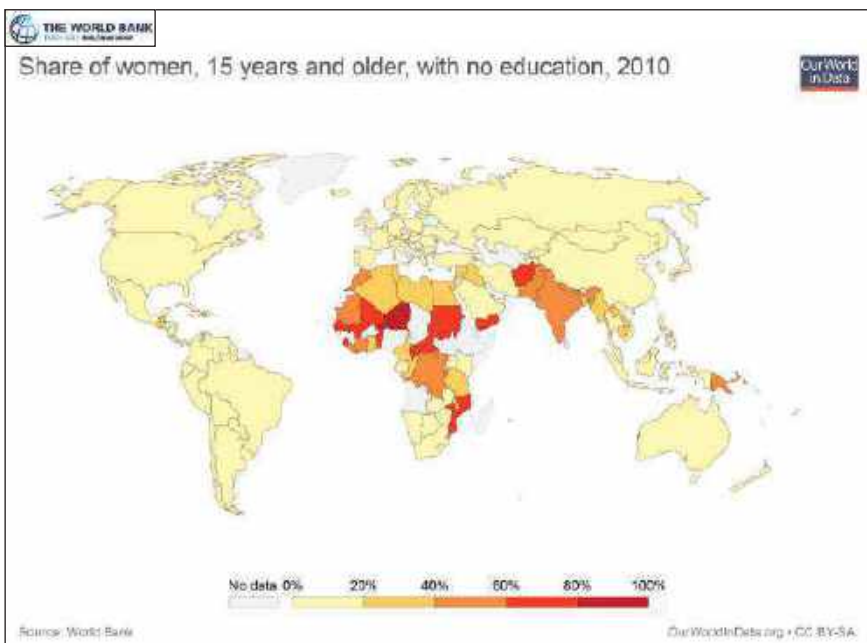 THE WORLD BANK
Share of women, 15 years and older, with no education, 2010
Our World
in Data
No data 0% 20% 40% 60% 80% 100%
Source: World Bank
OurWorldInData.org • CC BY-SA